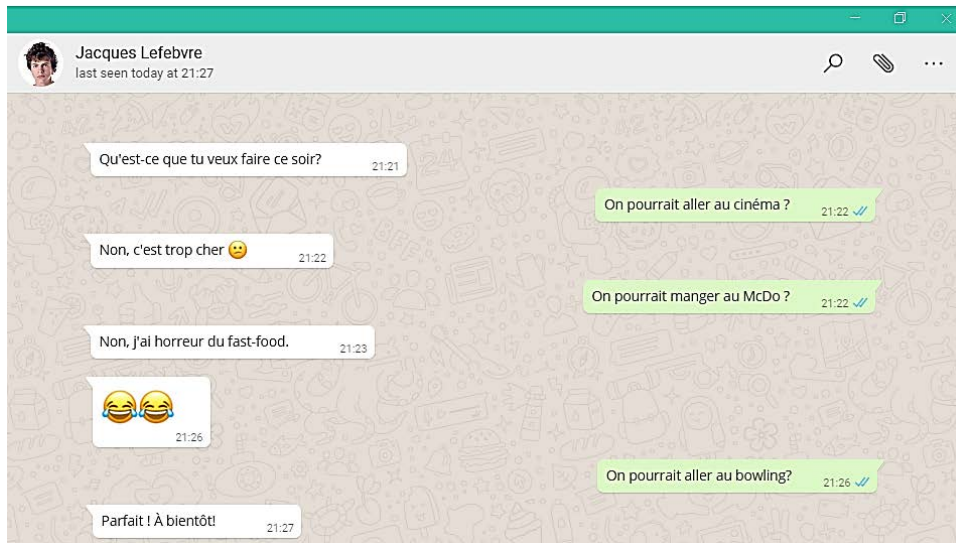 Jacques Lefebvre
last seen today at 21:27
Qu'est-ce que tu veux faire ce soir?
21:21
On pourrait aller au cinéma ?
21:22
Non, c'est trop cher 😕
21:22
On pourrait manger au McDo ?
21:22
Non, j'ai horreur du fast-food.
21:23
😂😂
21:26
On pourrait aller au bowling?
21:26
Parfait ! À bientôt!
21:27